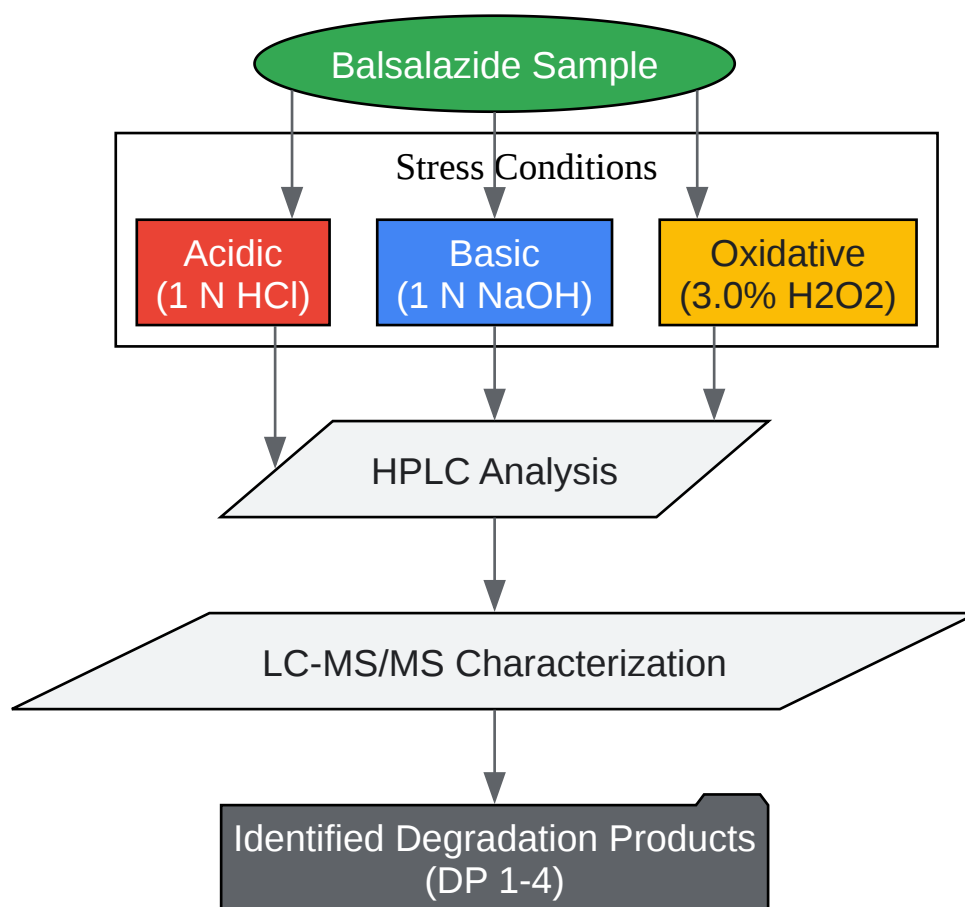 Balsalazide Sample
Stress Conditions
Acidic
(1 N HCl)
Basic
(1 N NaOH)
Oxidative
(3.0% H2O2)
HPLC Analysis
LC-MS/MS Characterization
Identified Degradation Products
(DP 1-4)